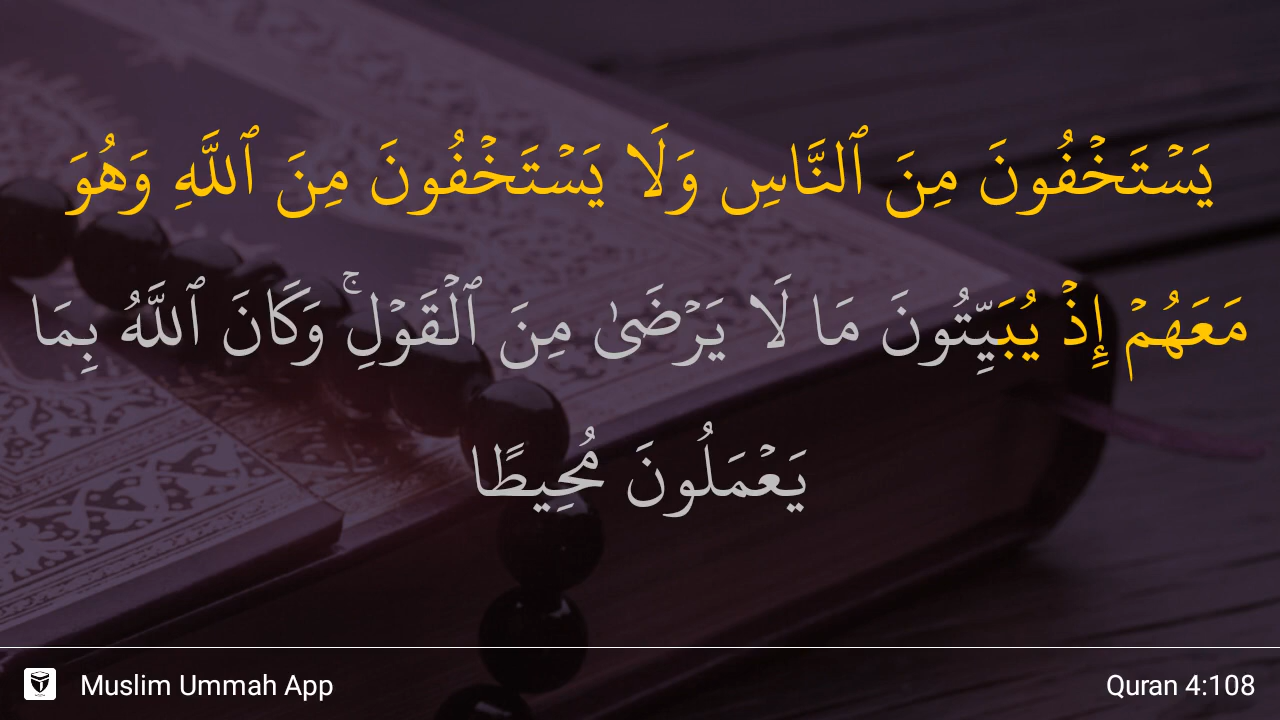 يَسۡتَخۡفُونَ مِنَ ٱلنَّاسِ وَلَا يَسۡتَخۡفُونَ مِنَ ٱللَّهِ وَهُوَ
مَعَهُمۡ إِذۡ يُبَيِّتُونَ مَا لَا يَرۡضَىٰ مِنَ ٱلۡقَوۡلِۚ وَكَانَ ٱللَّهُ بِمَا
يَعۡمَلُونَ مُحِيطًا
Muslim Ummah App
Quran 4:108